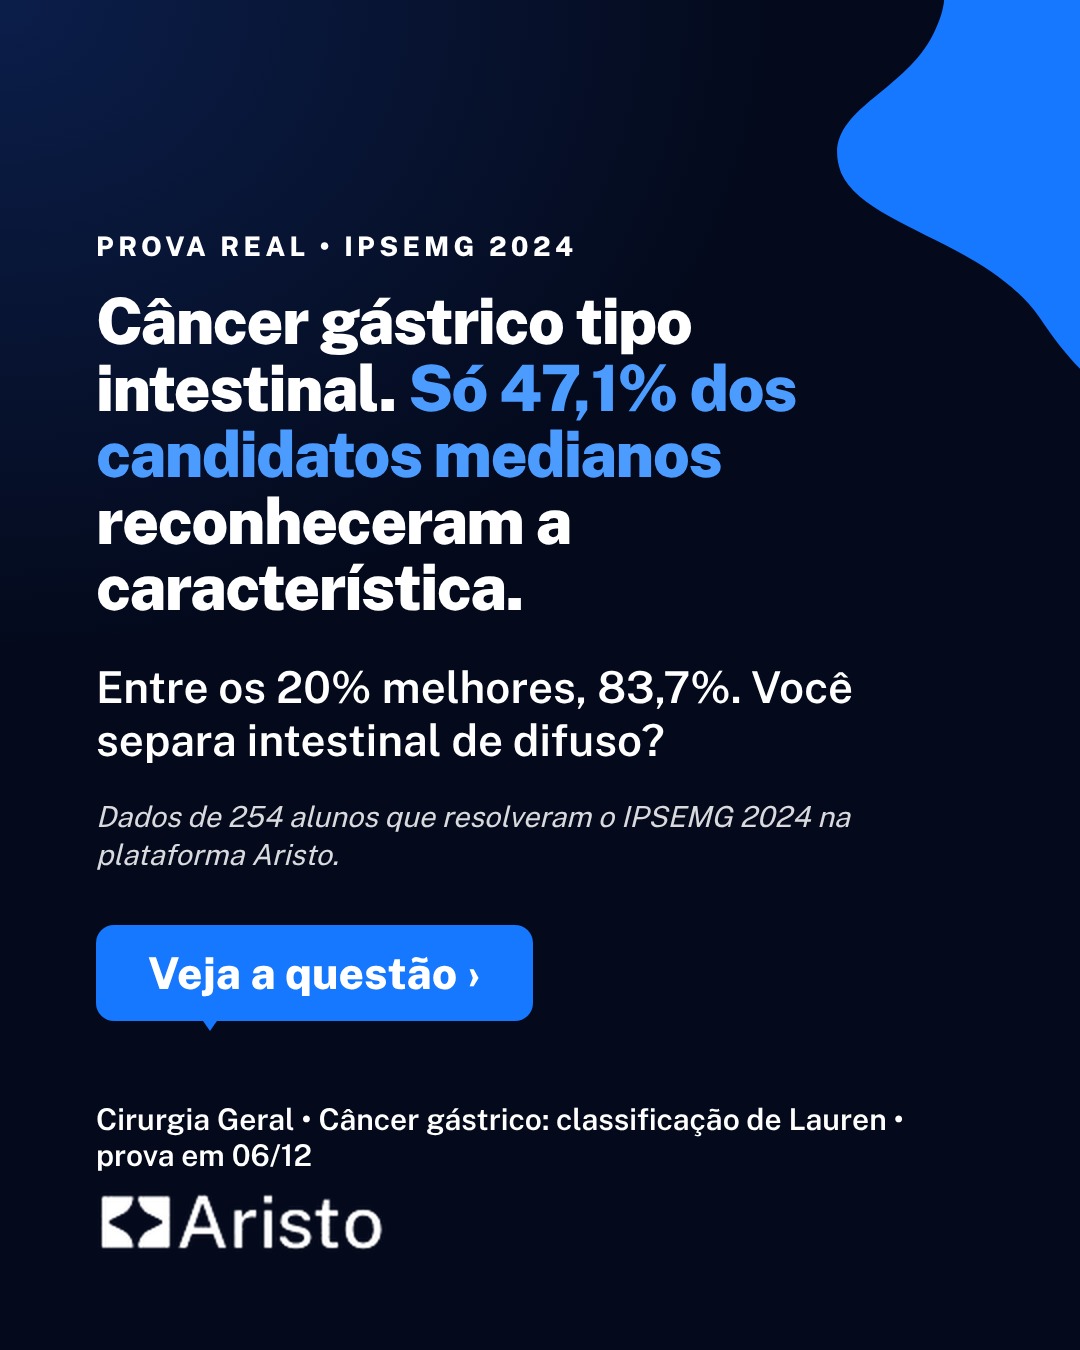 PROVA REAL • IPSEMG 2024
Câncer gástrico tipo
intestinal. Só 47,1% dos
candidatos medianos
reconheceram a
característica.
Entre os 20% melhores, 83,7%. Você
separa intestinal de difuso?
Dados de 254 alunos que resolveram o IPSEMG 2024 na
plataforma Aristo.
Veja a questão ›
Cirurgia Geral • Câncer gástrico: classificação de Lauren •
prova em 06/12
Aristo